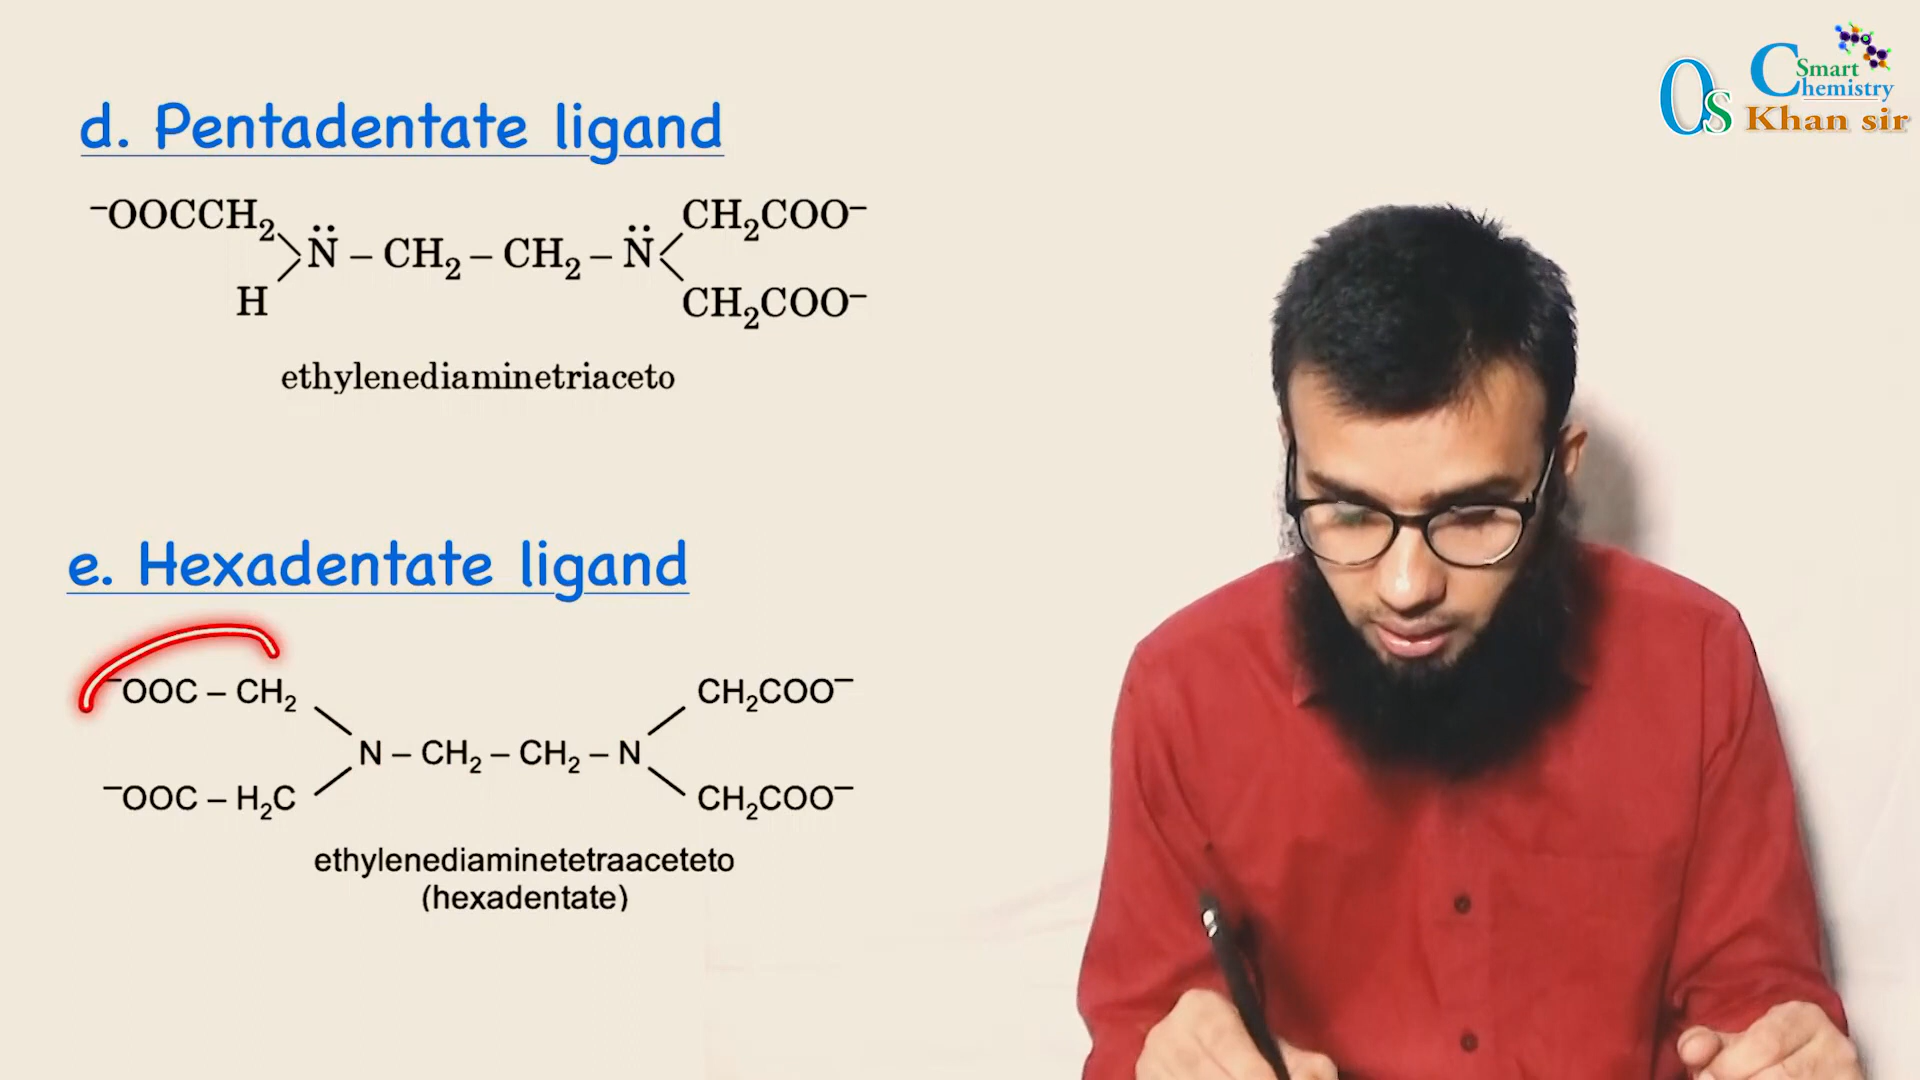 Os Smart Chemistry
Khan sir
d. Pentadentate ligand
⁻OOCCH₂
CH₂COO⁻
N̈ – CH₂ – CH₂ – N̈
H
CH₂COO⁻
ethylenediaminetriaceto
e. Hexadentate ligand
⁻OOC – CH₂
CH₂COO⁻
N – CH₂ – CH₂ – N
⁻OOC – H₂C
CH₂COO⁻
ethylenediaminetetraaceteto
(hexadentate)